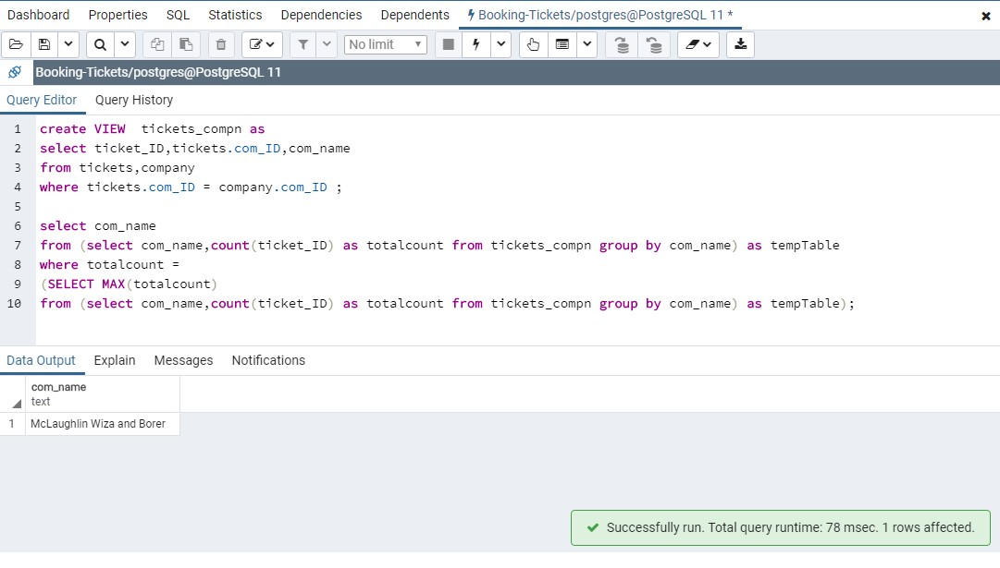 Dashboard Properties SQL Statistics Dependencies Dependents Booking-Tickets/postgres@PostgreSQL 11 *
No limit
Booking-Tickets/postgres@PostgreSQL 11
Query Editor Query History
1 create VIEW  tickets_compn as
2 select ticket_ID,tickets.com_ID,com_name
3 from tickets,company
4 where tickets.com_ID = company.com_ID ;
5
6 select com_name
7 from (select com_name,count(ticket_ID) as totalcount from tickets_compn group by com_name) as tempTable
8 where totalcount =
9 (SELECT MAX(totalcount)
10 from (select com_name,count(ticket_ID) as totalcount from tickets_compn group by com_name) as tempTable);
Data Output Explain Messages Notifications
com_name
text
1 McLaughlin Wiza and Borer
Successfully run. Total query runtime: 78 msec. 1 rows affected.